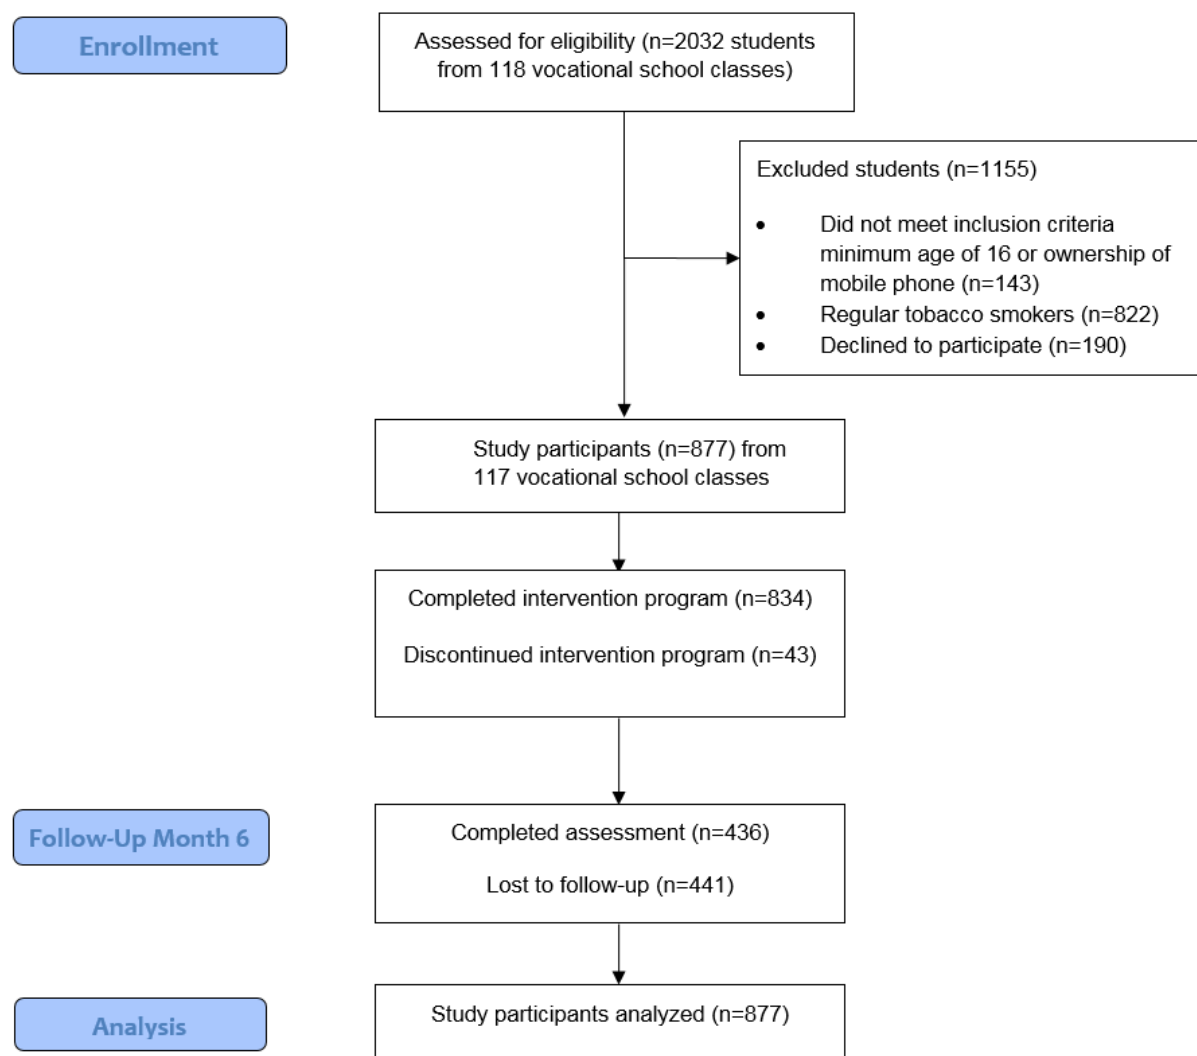 Enrollment
Assessed for eligibility (n=2032 students
from 118 vocational school classes)
Excluded students (n=1155)
• Did not meet inclusion criteria
minimum age of 16 or ownership of
mobile phone (n=143)
• Regular tobacco smokers (n=822)
• Declined to participate (n=190)
Study participants (n=877) from
117 vocational school classes
Completed intervention program (n=834)
Discontinued intervention program (n=43)
Follow-Up Month 6
Completed assessment (n=436)
Lost to follow-up (n=441)
Analysis
Study participants analyzed (n=877)